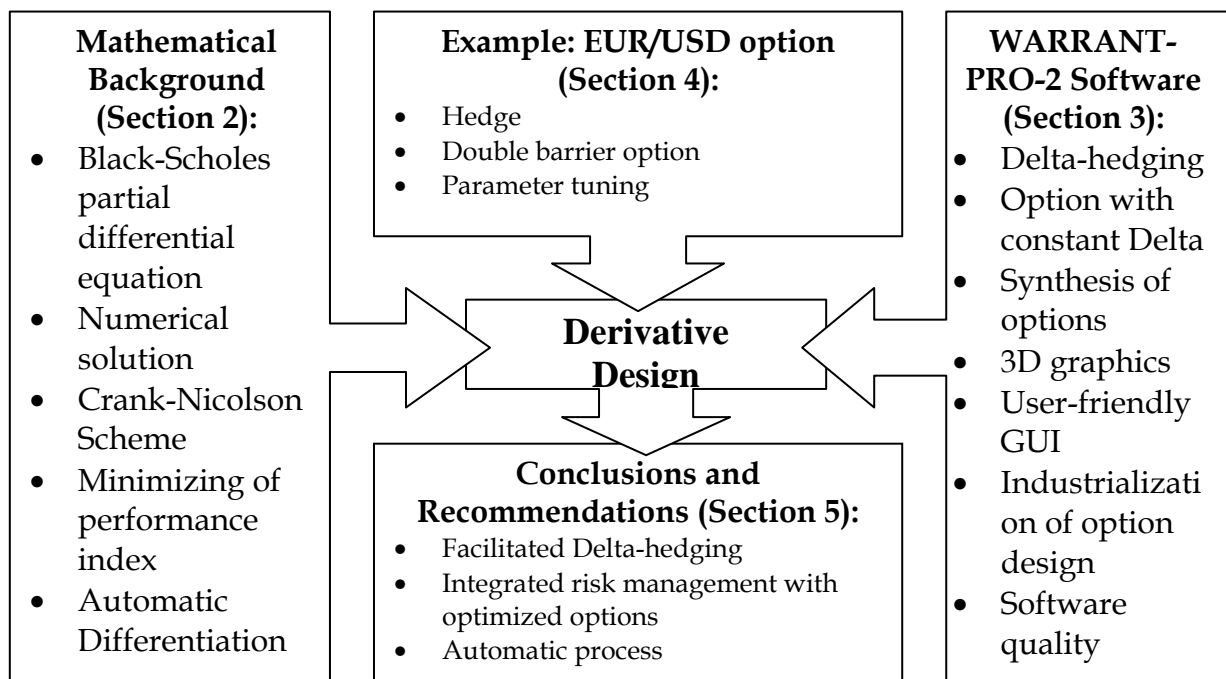 Mathematical
Background
(Section 2):
• Black-Scholes
partial
differential
equation
• Numerical
solution
• Crank-Nicolson
Scheme
• Minimizing of
performance
index
• Automatic
Differentiation
Example: EUR/USD option
(Section 4):
• Hedge
• Double barrier option
• Parameter tuning
Derivative
Design
Conclusions and
Recommendations (Section 5):
• Facilitated Delta-hedging
• Integrated risk management with
optimized options
• Automatic process
WARRANT-
PRO-2 Software
(Section 3):
• Delta-hedging
• Option with
constant Delta
• Synthesis of
options
• 3D graphics
• User-friendly
GUI
• Industrializati
on of option
design
• Software
quality